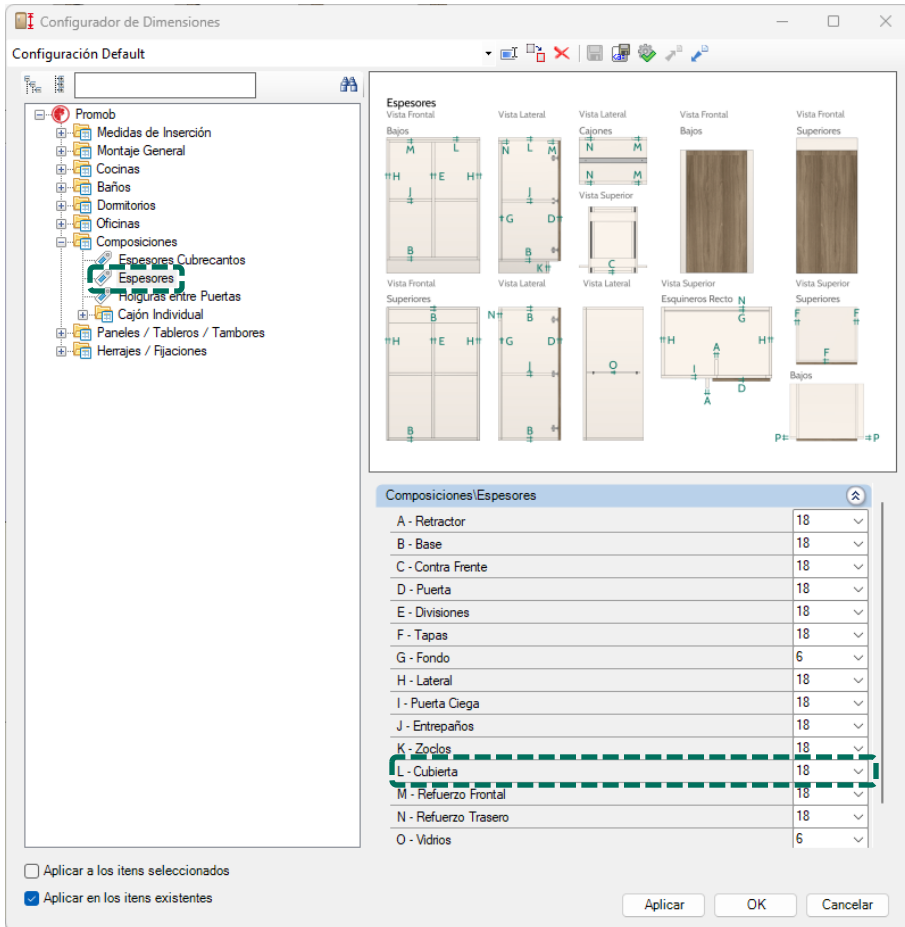 Configurador de Dimensiones
Configuración Default
Promob
Medidas de Inserción
Montaje General
Cocinas
Baños
Domitorios
Oficinas
Composiciones
Espesores Cubrecantos
Espesores
Holguras entre Puertas
Cajón Individual
Paneles / Tableros / Tambores
Herrajes / Fijaciones
Espesores
Vista Frontal Vista Lateral Vista Lateral Vista Frontal Vista Frontal
Bajos Cajones Bajos Superiores
M L N L M N M
H E H N M
J J Vista Superior
G D
B B K C
Vista Frontal Vista Lateral Vista Lateral Vista Superior Vista Superior
Superiores Esquineros Recto N Superiores
B N B G F F
H E H G D H A H
J O I F
A D Bajos
B B P P
Composiciones\Espesores
A - Retractor 18
B - Base 18
C - Contra Frente 18
D - Puerta 18
E - Divisiones 18
F - Tapas 18
G - Fondo 6
H - Lateral 18
I - Puerta Ciega 18
J - Entrepaños 18
K - Zoclos 18
L - Cubierta 18
M - Refuerzo Frontal 18
N - Refuerzo Trasero 18
O - Vidrios 6
Aplicar a los itens seleccionados
Aplicar en los itens existentes
Aplicar OK Cancelar